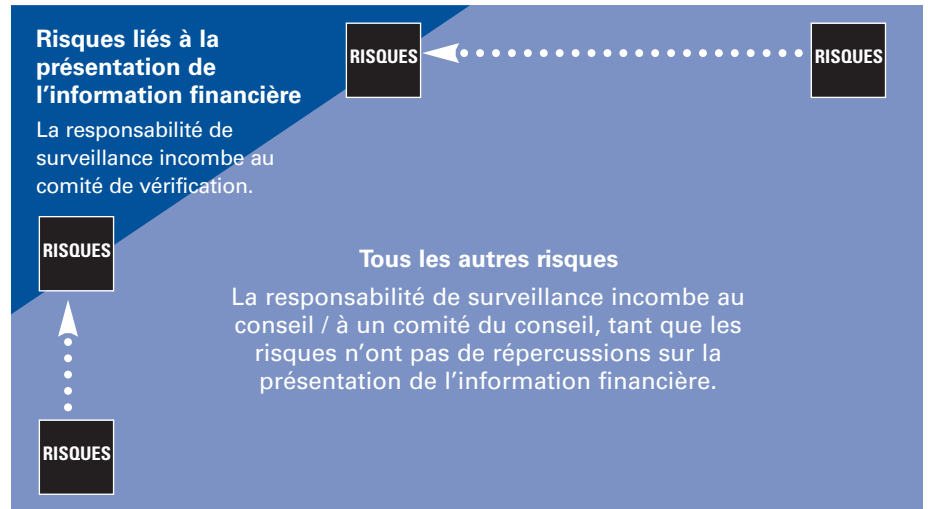 Risques liés à la
présentation de
l’information financière
La responsabilité de
surveillance incombe au
comité de vérification.
RISQUES
RISQUES
RISQUES
Tous les autres risques
La responsabilité de surveillance incombe au
conseil / à un comité du conseil, tant que les
risques n’ont pas de répercussions sur la
présentation de l’information financière.
RISQUES